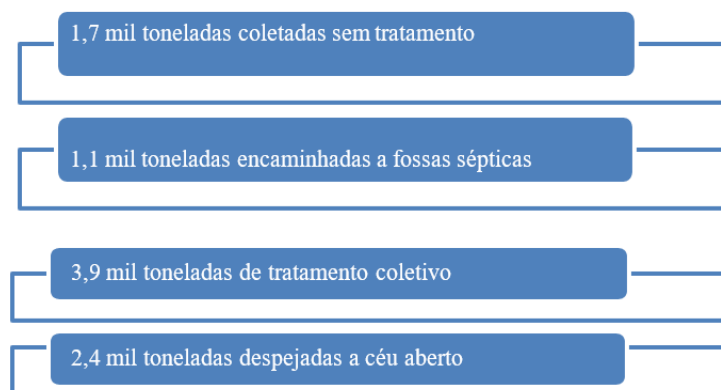 1,7 mil toneladas coletadas sem tratamento
1,1 mil toneladas encaminhadas a fossas sépticas
3,9 mil toneladas de tratamento coletivo
2,4 mil toneladas despejadas a céu aberto